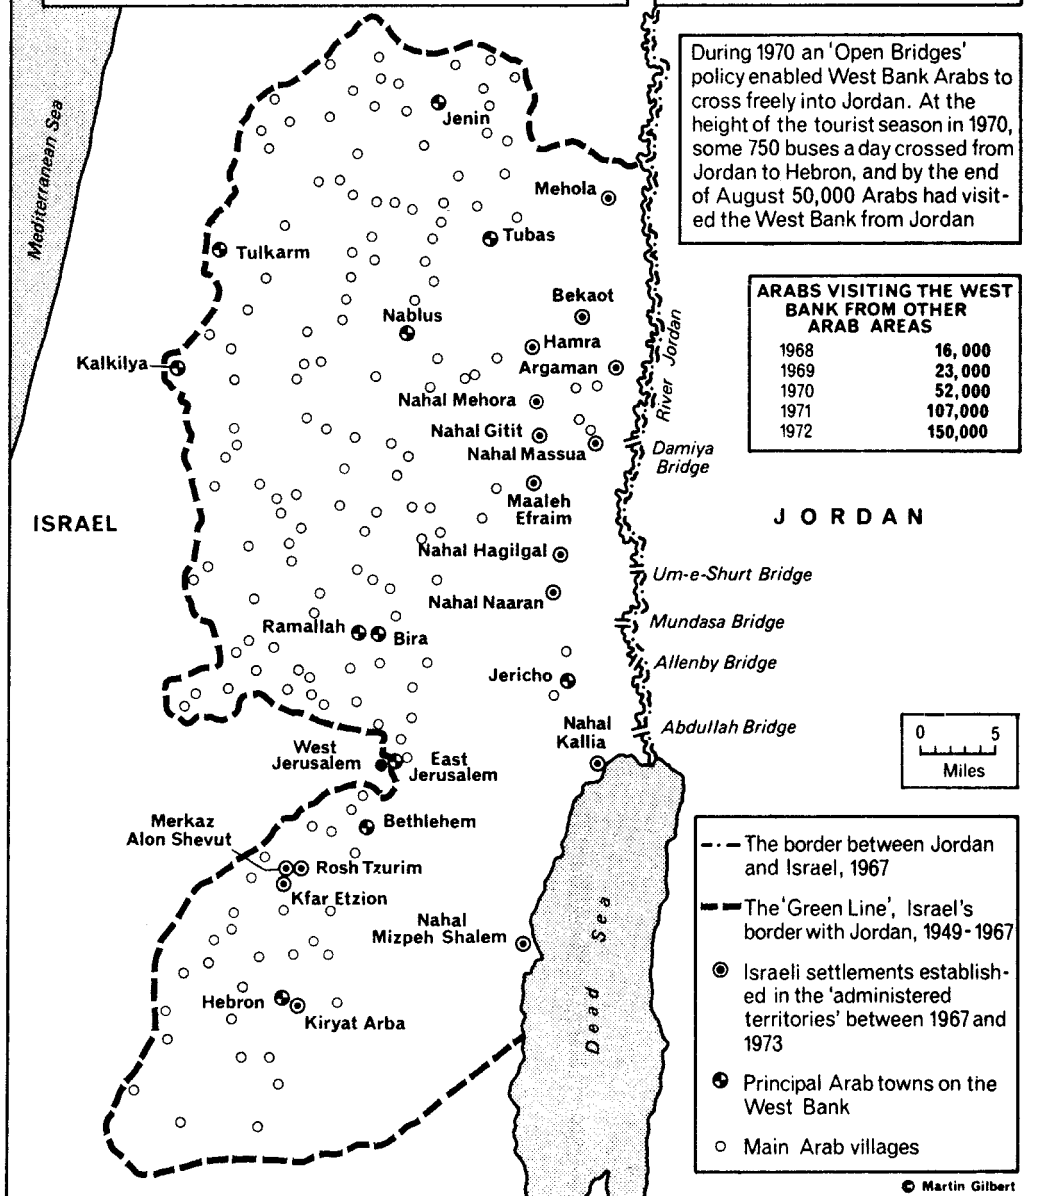 During 1970 an 'Open Bridges'
policy enabled West Bank Arabs to
cross freely into Jordan. At the
height of the tourist season in 1970,
some 750 buses a day crossed from
Jordan to Hebron, and by the end
of August 50,000 Arabs had visit-
ed the West Bank from Jordan
ARABS VISITING THE WEST
BANK FROM OTHER
ARAB AREAS
1968 16,000
1969 23,000
1970 52,000
1971 107,000
1972 150,000
Mediterranean Sea
Jenin
Mehola
Tubas
Tulkarm
Bekaot
Nablus
Hamra
Kalkilya
Argaman
River Jordan
Nahal Mehora
Nahal Gitit
Nahal Massua
Damiya
Bridge
Maaleh
Efraim
ISRAEL
JORDAN
Nahal Hagilgal
Um-e-Shurt Bridge
Nahal Naaran
Mundasa Bridge
Ramallah
Bira
Allenby Bridge
Jericho
Nahal
Kallia
Abdullah Bridge
West
Jerusalem
East
Jerusalem
0 5
Miles
Merkaz
Alon Shevut
Bethlehem
Rosh Tzurim
Kfar Etzion
Nahal
Mizpeh Shalem
Dead Sea
Hebron
Kiryat Arba
The border between Jordan
and Israel, 1967
The 'Green Line', Israel's
border with Jordan, 1949-1967
Israeli settlements establish-
ed in the 'administered
territories' between 1967 and
1973
Principal Arab towns on the
West Bank
Main Arab villages
© Martin Gilbert